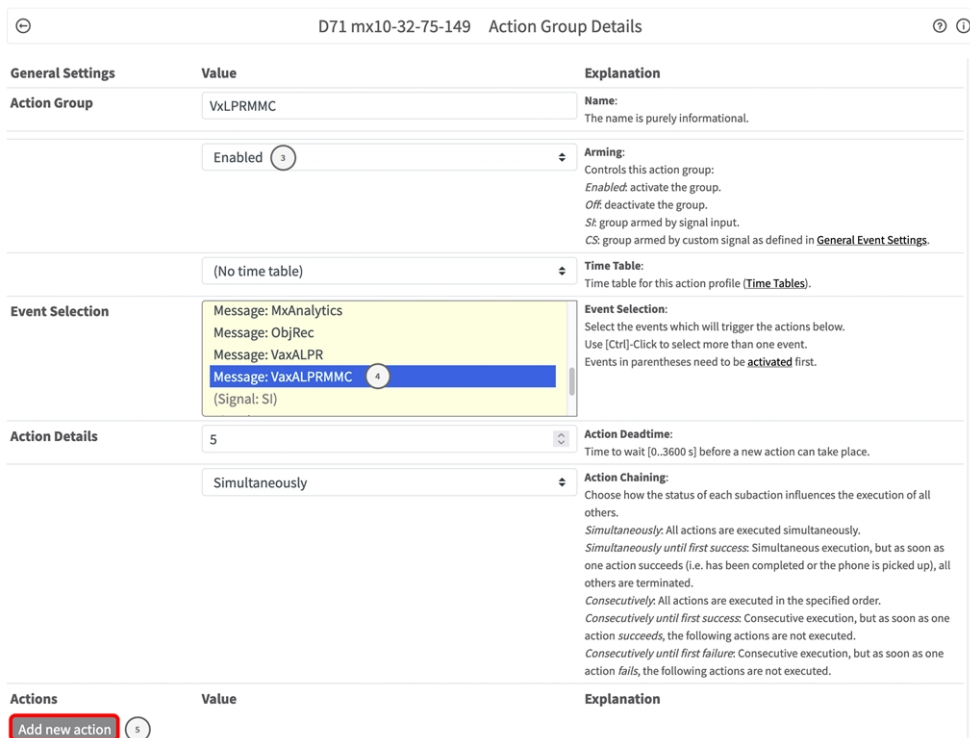 D71 mx10-32-75-149 Action Group Details
General Settings Value Explanation
Action Group VxLPRMMC Name:
The name is purely informational.
Enabled 3 Arming:
Controls this action group:
Enabled: activate the group.
Off: deactivate the group.
SI: group armed by signal input.
CS: group armed by custom signal as defined in General Event Settings.
(No time table) Time Table:
Time table for this action profile (Time Tables).
Event Selection Message: MxAnalytics Event Selection:
Message: ObjRec Select the events which will trigger the actions below.
Use [Ctrl]-Click to select more than one event.
Message: VaxALPR Events in parentheses need to be activated first.
Message: VaxALPRMMC 4
(Signal: SI)
Action Details 5 Action Deadtime:
Time to wait [0..3600 s] before a new action can take place.
Simultaneously Action Chaining:
Choose how the status of each subaction influences the execution of all
others.
Simultaneously: All actions are executed simultaneously.
Simultaneously until first success: Simultaneous execution, but as soon as
one action succeeds (i.e. has been completed or the phone is picked up), all
others are terminated.
Consecutively: All actions are executed in the specified order.
Consecutively until first success: Consecutive execution, but as soon as one
action succeeds, the following actions are not executed.
Consecutively until first failure: Consecutive execution, but as soon as one
action fails, the following actions are not executed.
Actions Value Explanation
Add new action 5